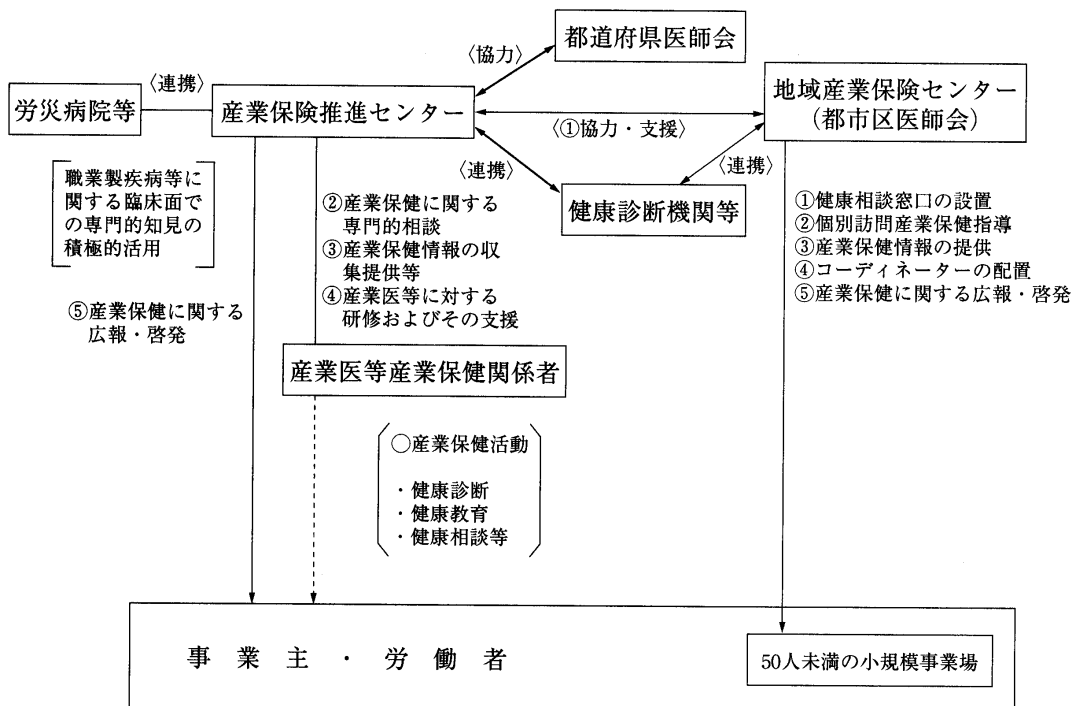 都道府県医師会
〈協力〉
〈連携〉
労災病院等
産業保険推進センター
〈①協力・支援〉
地域産業保険センター
(都市区医師会)
〈連携〉
〈連携〉
健康診断機関等
職業製疾病等に
関する臨床面で
の専門的知見の
積極的活用
②産業保健に関する
専門的相談
③産業保健情報の収
集提供等
④産業医等に対する
研修およびその支援
①健康相談窓口の設置
②個別訪問産業保健指導
③産業保健情報の提供
④コーディネーターの配置
⑤産業保健に関する広報・啓発
⑤産業保健に関する
広報・啓発
産業医等産業保健関係者
○産業保健活動
・健康診断
・健康教育
・健康相談等
事業主・労働者
50人未満の小規模事業場